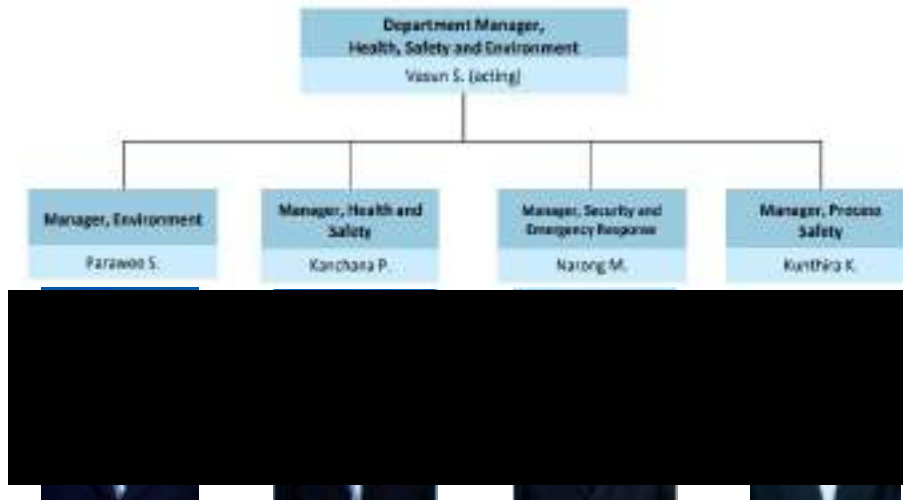 Department Manager,
Health, Safety and Environment
Vasun S. (acting)
Manager, Environment
Parawee S.
Manager, Health and
Safety
Kanchana P.
Manager, Security and
Emergency Response
Narong M.
Manager, Process
Safety
Kunthira K.